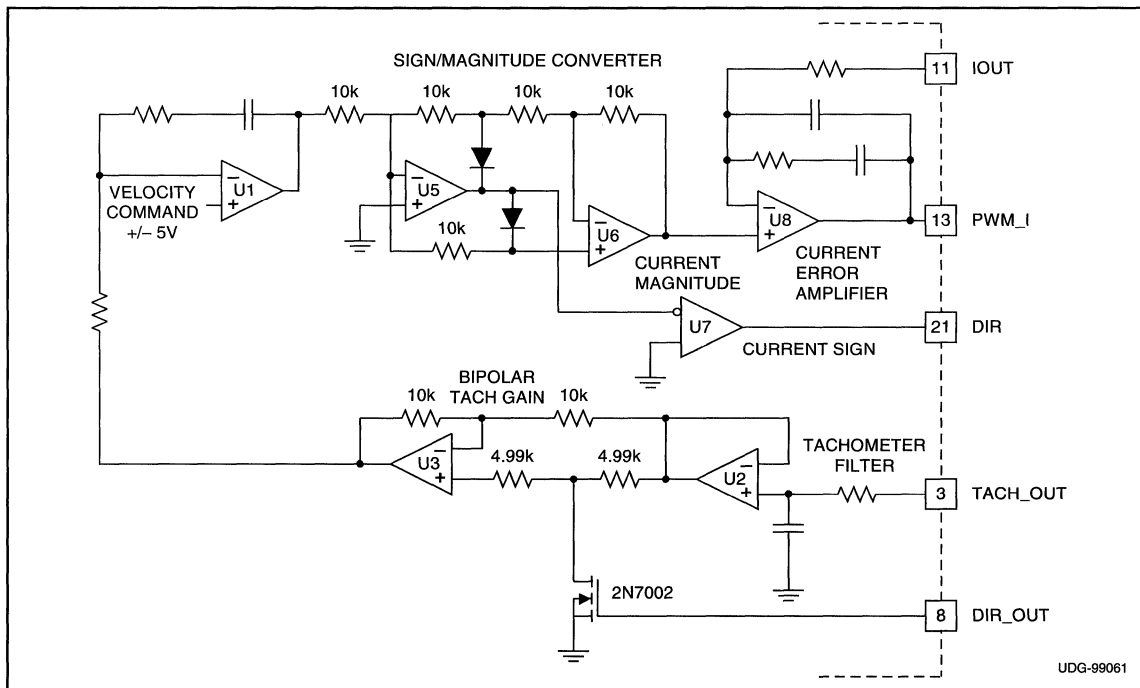 SIGN/MAGNITUDE CONVERTER
10k
10k
10k
10k
11
IOUT
VELOCITY
COMMAND
+/– 5V
–
+
U1
–
+
U5
10k
–
+
U6
CURRENT
MAGNITUDE
–
+
U8
CURRENT
ERROR
AMPLIFIER
13
PWM_I
U7
CURRENT SIGN
21
DIR
BIPOLAR
TACH GAIN
10k
10k
U3
–
+
4.99k
4.99k
U2
–
+
TACHOMETER
FILTER
3
TACH_OUT
2N7002
8
DIR_OUT
UDG-99061